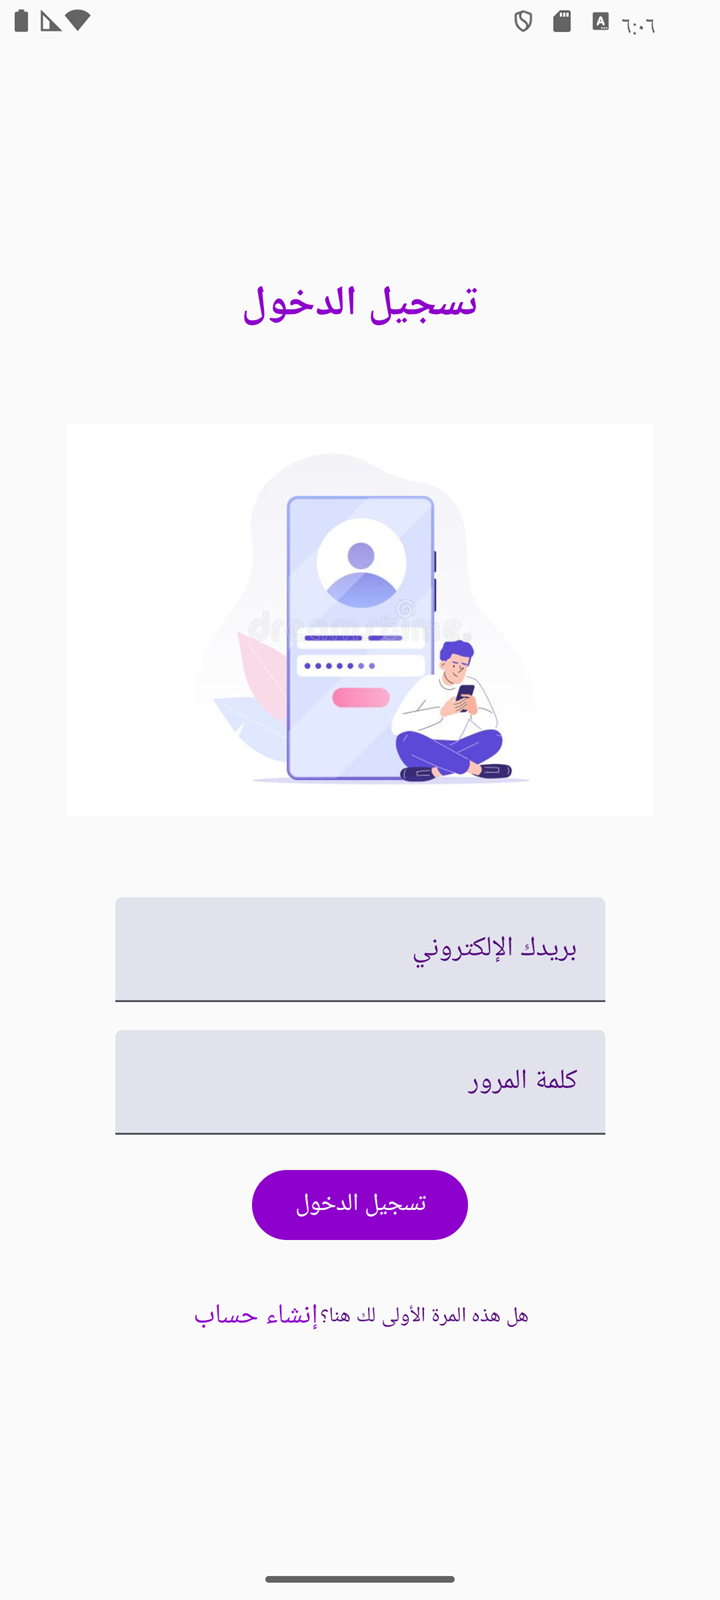 ٦:٠٦
A
تسجيل الدخول
dreamstime.
بريدك الإلكتروني
كلمة المرور
تسجيل الدخول
هل هذه المرة الأولى لك هنا؟إنشاء حساب